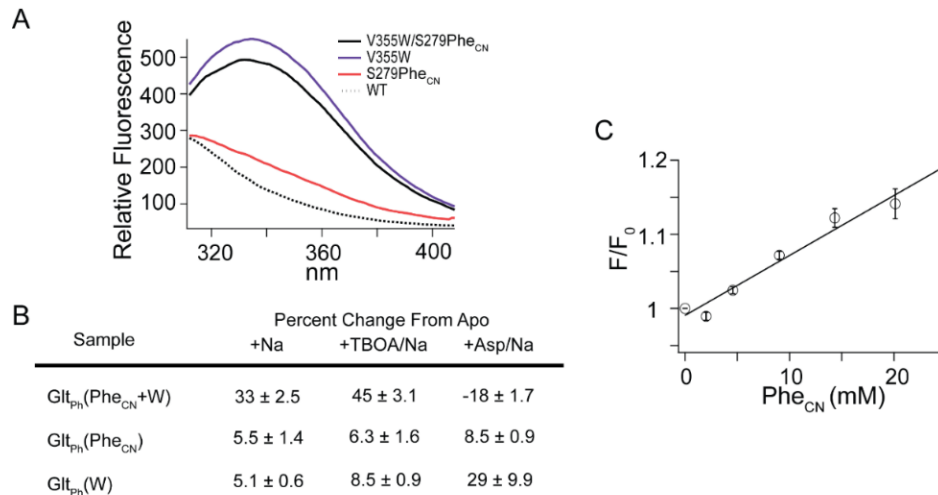 A
Relative Fluorescence
500
400
300
200
100
320
360
400
nm
V355W/S279Phe_CN
V355W
S279Phe_CN
WT
B
Percent Change From Apo
Sample +Na +TBOA/Na +Asp/Na
Glt_Ph(Phe_CN+W) 33 ± 2.5 45 ± 3.1 -18 ± 1.7
Glt_Ph(Phe_CN) 5.5 ± 1.4 6.3 ± 1.6 8.5 ± 0.9
Glt_Ph(W) 5.1 ± 0.6 8.5 ± 0.9 29 ± 9.9
C
F/F_0
1.2
1.1
1
0 10 20
Phe_CN (mM)